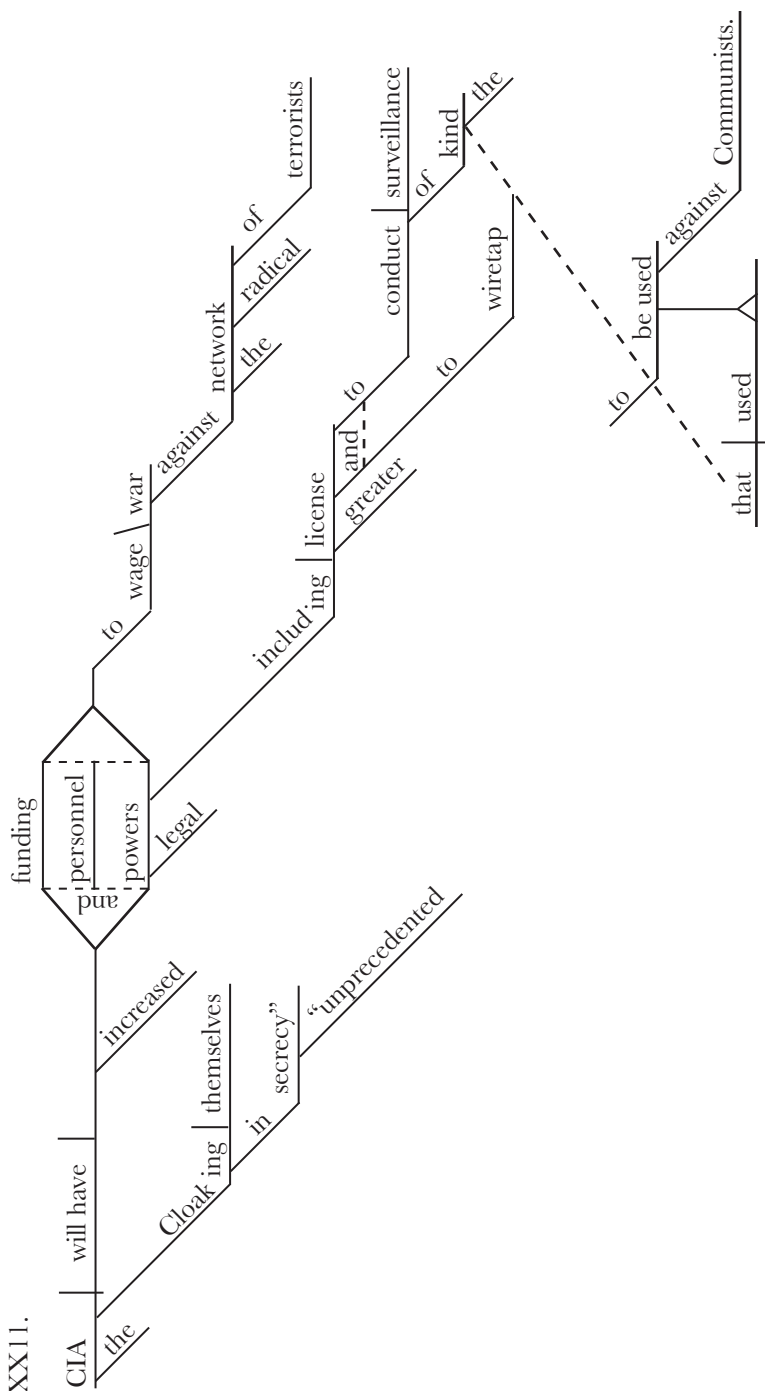 XX11.
CIA
will have
the
increased
funding
personnel
powers
and
legal
Cloak ing
themselves
in
secrecy”
“unprecedented
to
wage
war
against
network
the
radical
of
terrorists
includ ing
license
greater
and
to
conduct
surveillance
to
wiretap
of
kind
the
that
used
to
be used
against
Communists.